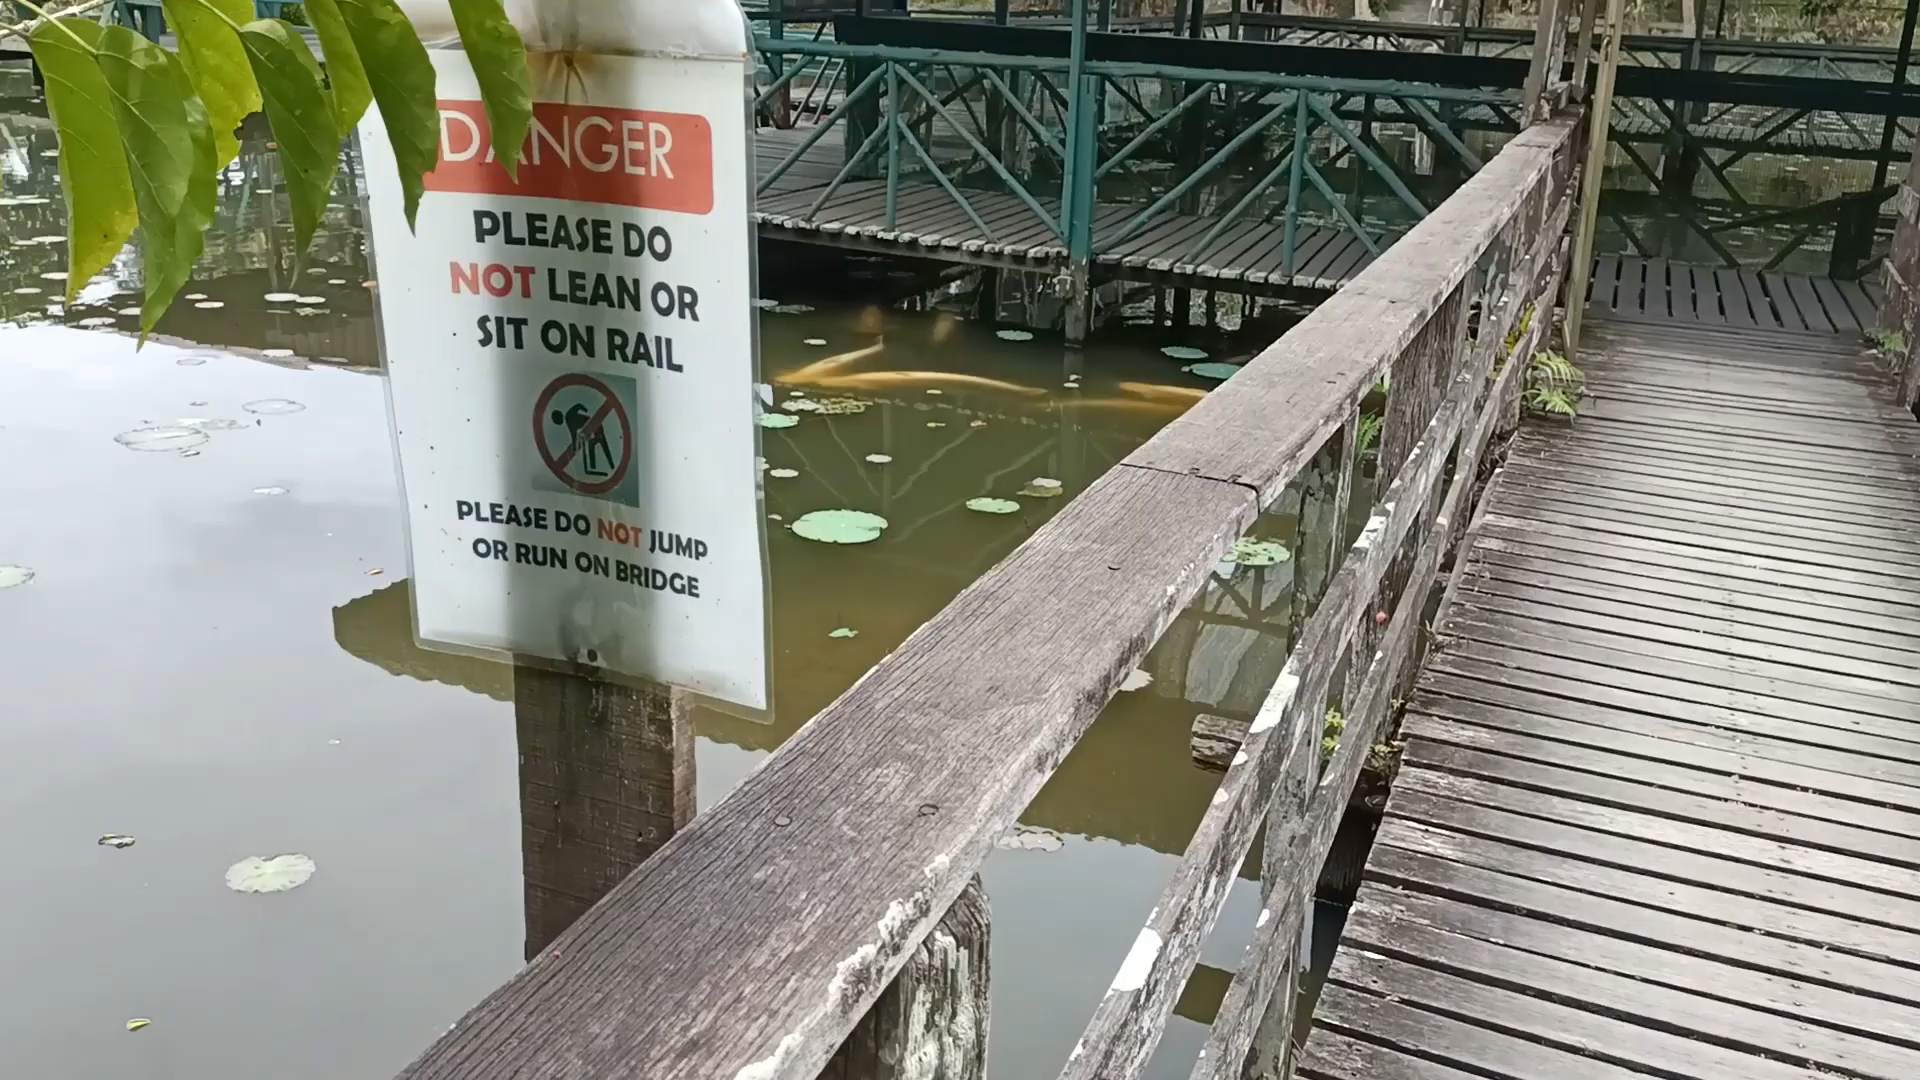 DANGER
PLEASE DO
NOT LEAN OR
SIT ON RAIL
PLEASE DO NOT JUMP
OR RUN ON BRIDGE